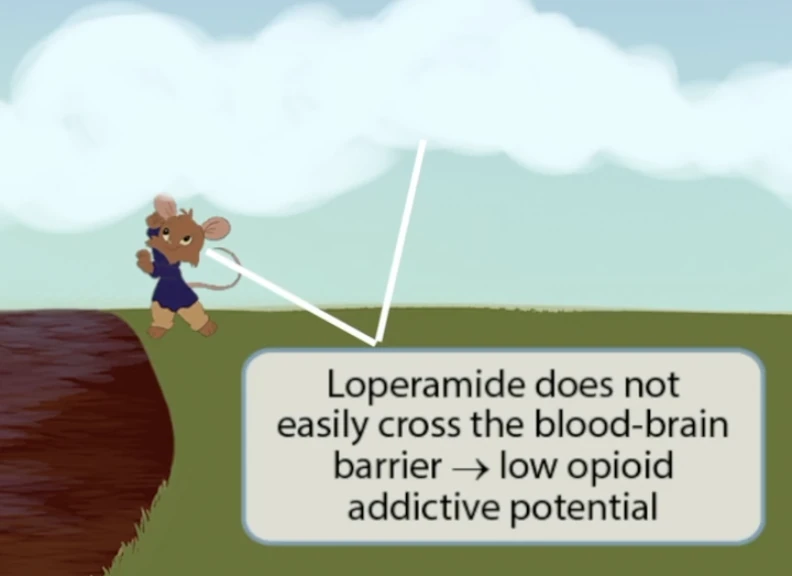 Loperamide does not
easily cross the blood-brain
barrier → low opioid
addictive potential